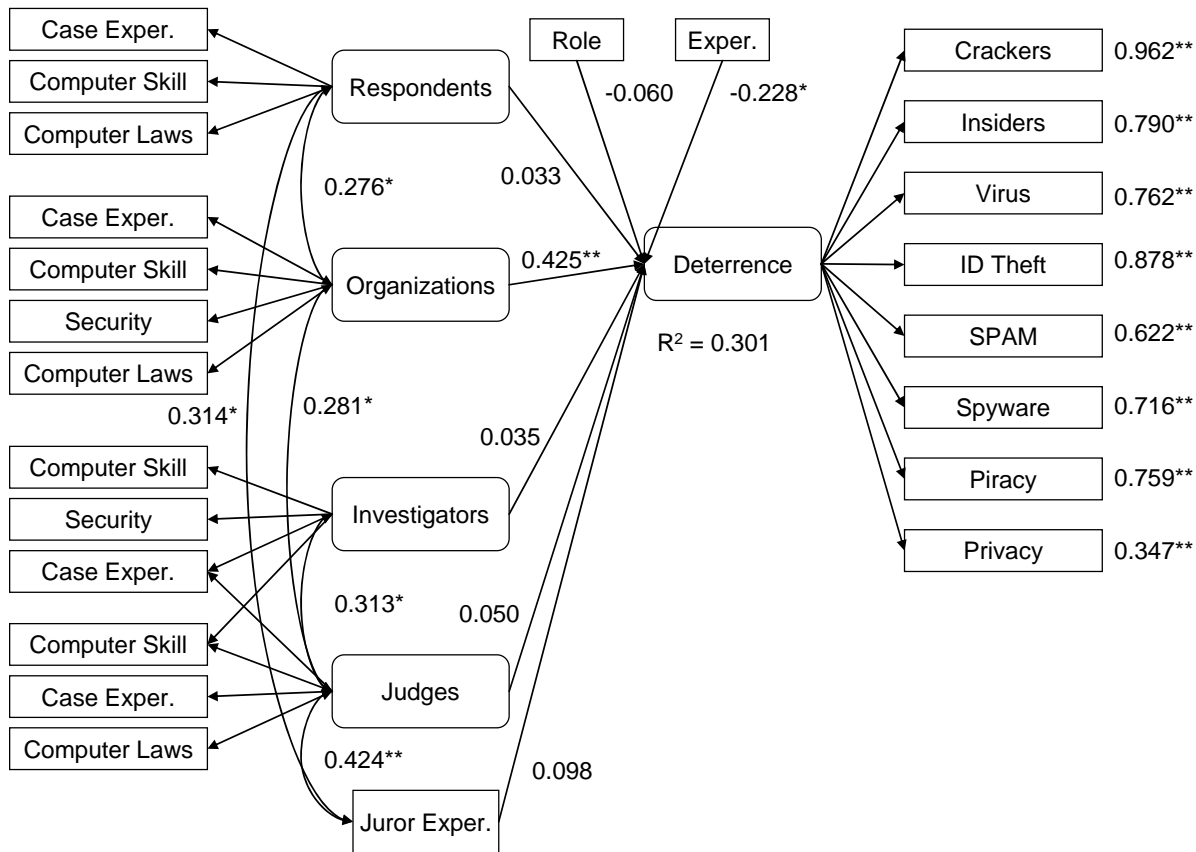 Case Exper.
Computer Skill
Computer Laws
Respondents
Role
Exper.
-0.060
-0.228*
0.033
0.276*
Case Exper.
Computer Skill
Security
Computer Laws
Organizations
0.425**
Deterrence
R² = 0.301
0.314*
0.281*
0.035
Computer Skill
Security
Case Exper.
Investigators
0.313*
0.050
Computer Skill
Case Exper.
Computer Laws
Judges
0.424**
0.098
Juror Exper.
Crackers 0.962**
Insiders 0.790**
Virus 0.762**
ID Theft 0.878**
SPAM 0.622**
Spyware 0.716**
Piracy 0.759**
Privacy 0.347**